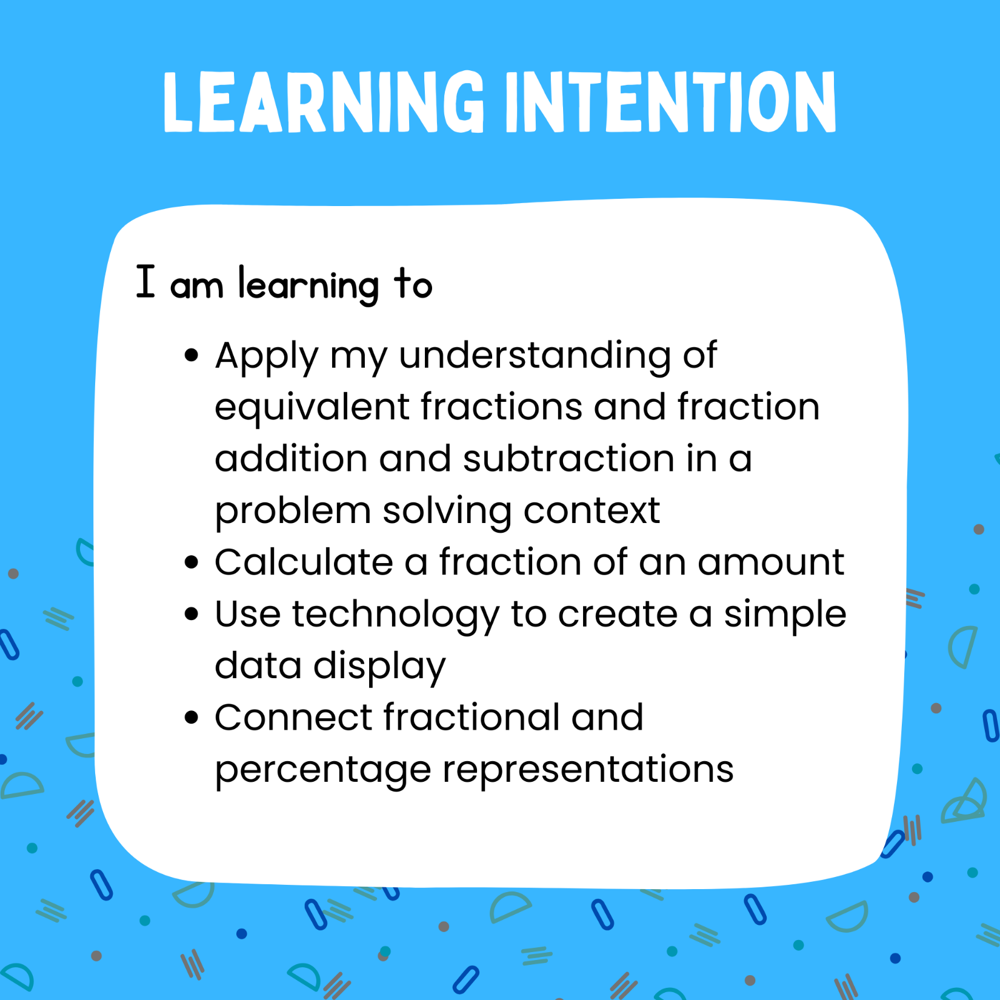 LEARNING INTENTION
I am learning to
• Apply my understanding of
equivalent fractions and fraction
addition and subtraction in a
problem solving context
• Calculate a fraction of an amount
• Use technology to create a simple
data display
• Connect fractional and
percentage representations